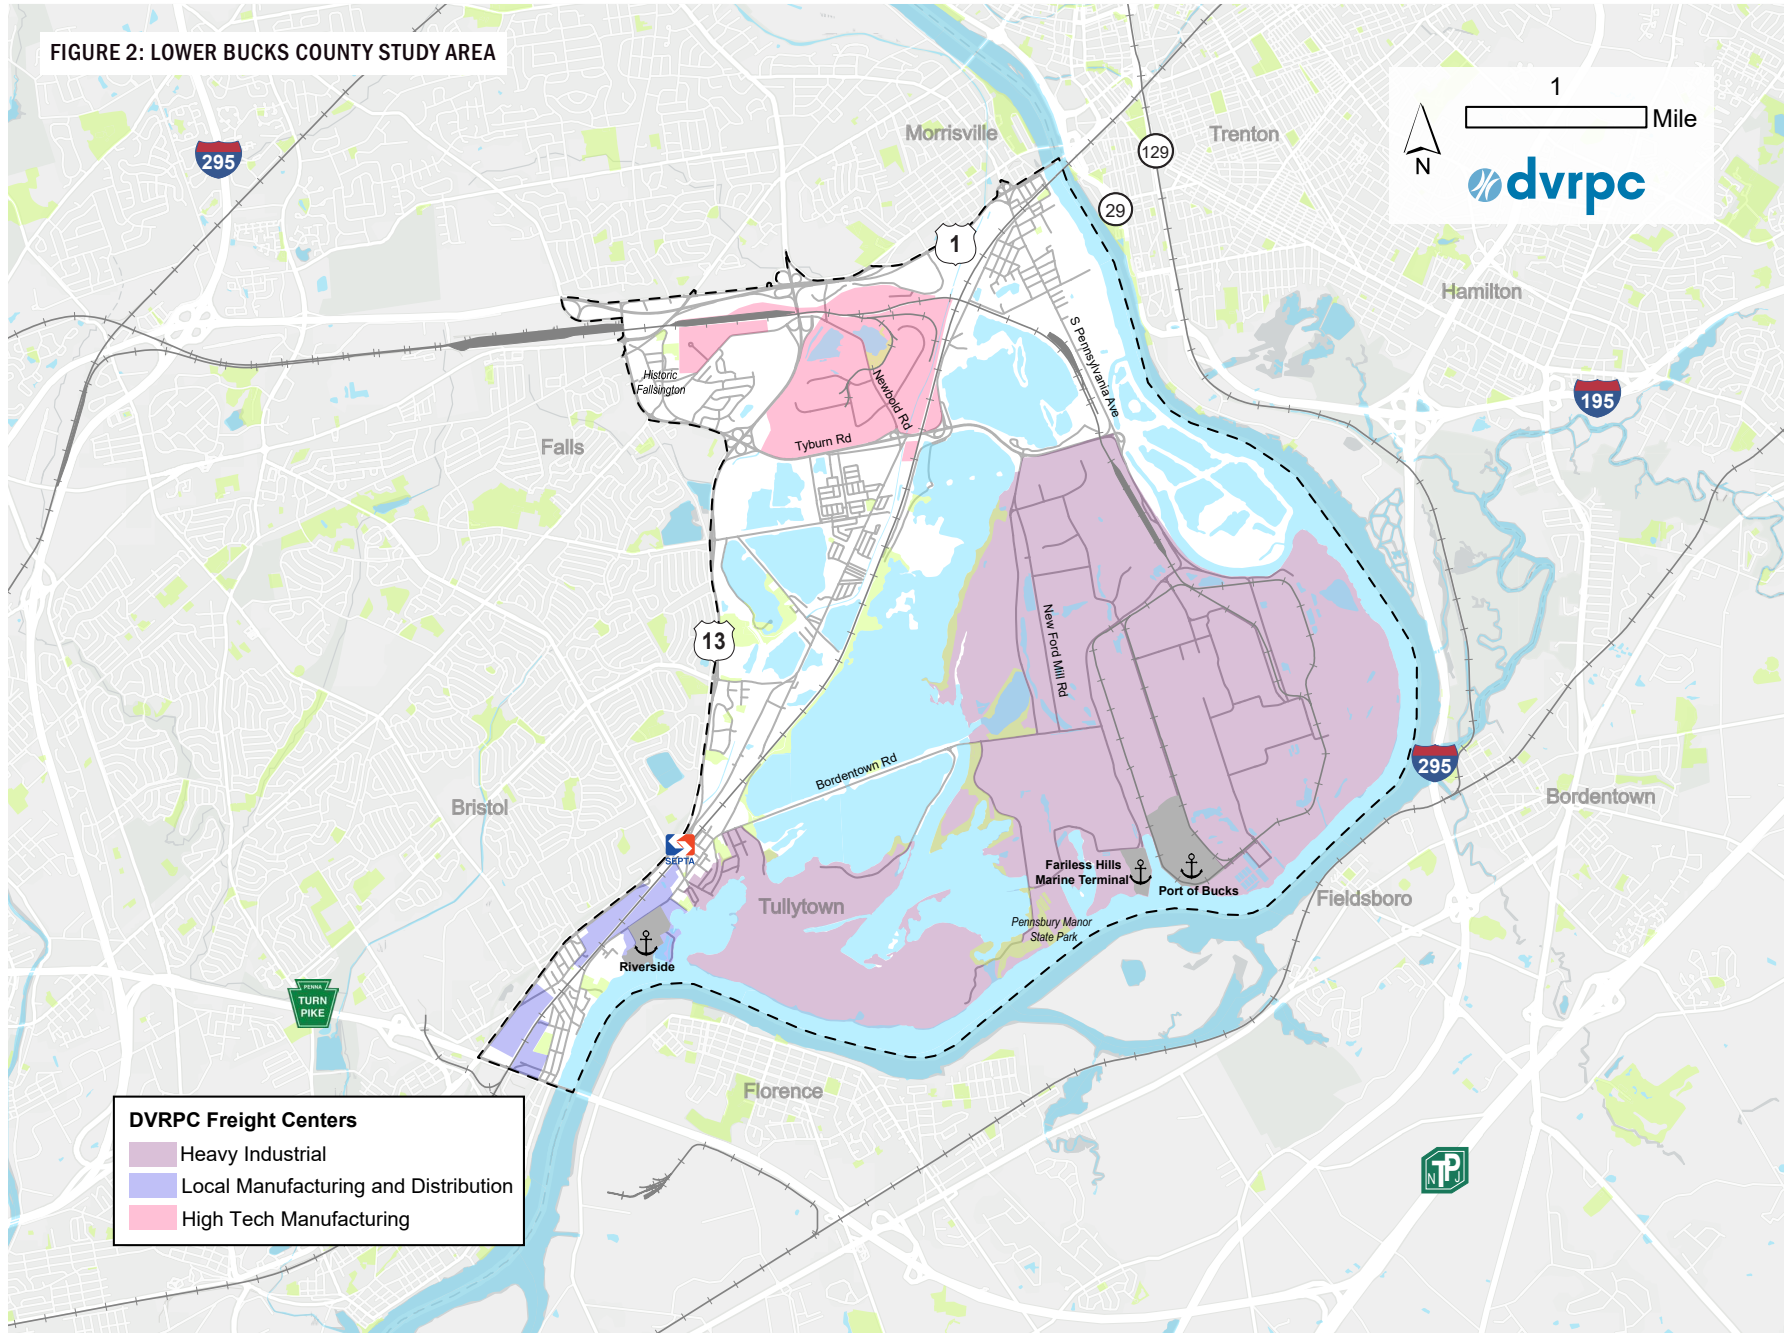 FIGURE 2: LOWER BUCKS COUNTY STUDY AREA
1
Mile
N
dvrpc
Morrisville
Trenton
295
129
29
1
Hamilton
S Pennsylvania Ave
Historic
Fallsington
Newbold Rd
195
Tyburn Rd
Falls
13
New Ford Mill Rd
295
Bordentown Rd
Bordentown
Bristol
SEPTA
Fariless Hills
Marine Terminal
Port of Bucks
Tullytown
Fieldsboro
Pennsbury Manor
State Park
Riverside
PENNA
TURN
PIKE
Florence
DVRPC Freight Centers
Heavy Industrial
Local Manufacturing and Distribution
High Tech Manufacturing
N TP J